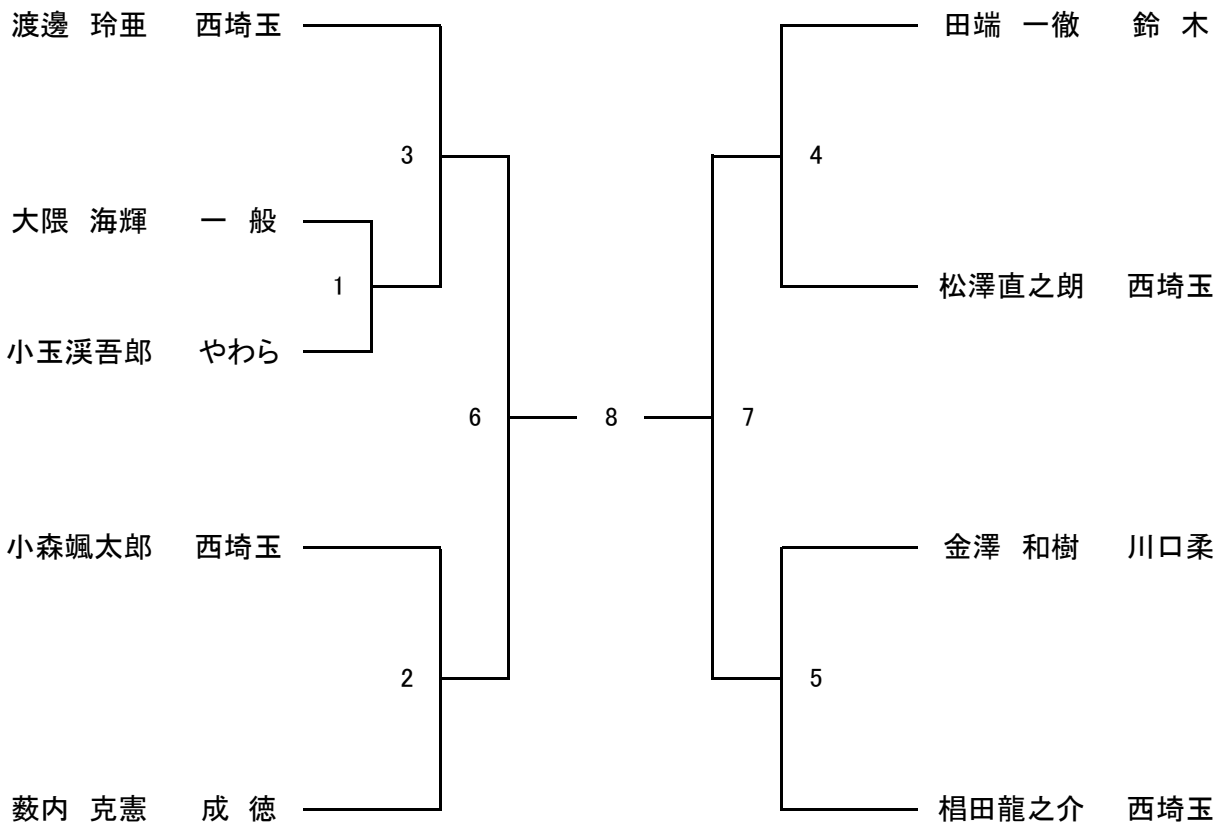 渡邊 玲亜 西埼玉
3
大隈 海輝 一 般
1
小玉渓吾郎 やわら
6
小森颯太郎 西埼玉
2
薮内 克憲 成 徳
8
田端 一徹 鈴 木
4
松澤直之朗 西埼玉
7
金澤 和樹 川口柔
5
椙田龍之介 西埼玉